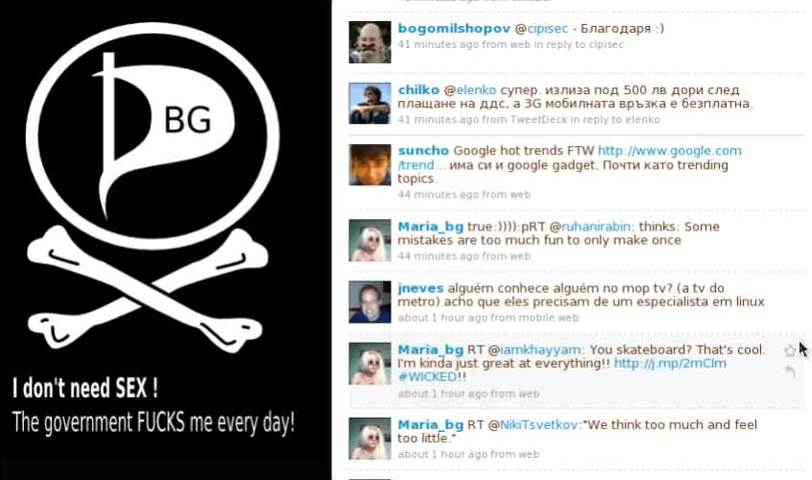 BG
I don't need SEX !
The government FUCKS me every day!
bogomilshopov @cipisec - Благодаря :)
41 minutes ago from web in reply to cipisec
chilko @elenko супер. излиза под 500 лв дори след
плащане на ддс, а 3G мобилната връзка е безплатна.
41 minutes ago from TweetDeck in reply to elenko
suncho Google hot trends FTW http://www.google.com
/trend... има си и google gadget. Почти като trending
topics.
44 minutes ago from web
Maria_bg true:)))):pRT @ruhanirabin: thinks: Some
mistakes are too much fun to only make once
44 minutes ago from web
jneves alguém conhece alguém no mop tv? (a tv do
metro) acho que eles precisam de um especialista em linux
about 1 hour ago from mobile web
Maria_bg RT @iamkhayyam: You skateboard? That's cool.
I'm kinda just great at everything!! http://j.mp/2mClm
#WICKED!!
about 1 hour ago from web
Maria_bg RT @NikiTsvetkov:"We think too much and feel
too little."
about 1 hour ago from web